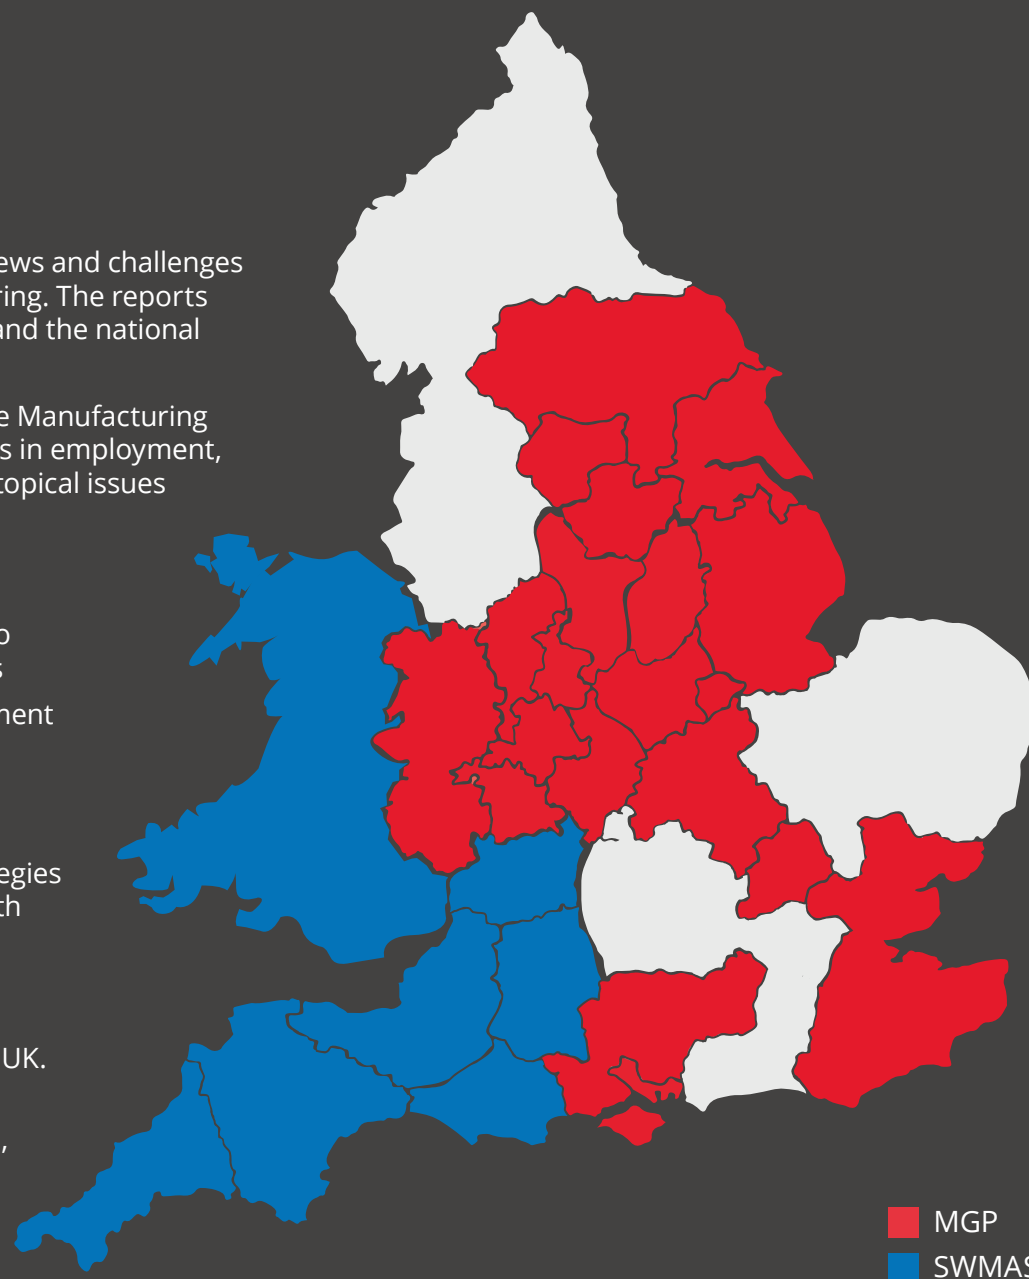 ews and challenges
ring. The reports
and the national
e Manufacturing
s in employment,
topical issues
o
s
nent
egies
th
UK.
,
MGP
SWMAS